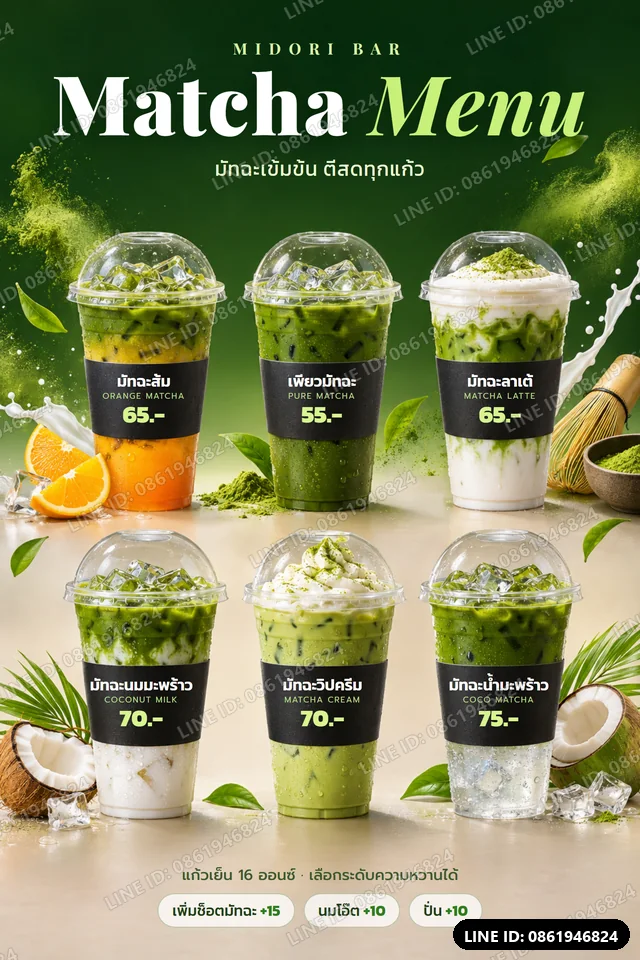 MIDORI BAR
Matcha Menu
มัทฉะเข้มข้น ตีสดทุกแก้ว
มัทฉะส้ม
ORANGE MATCHA
65.-
เพียวมัทฉะ
PURE MATCHA
55.-
มัทฉะลาเต้
MATCHA LATTE
65.-
มัทฉะนมมะพร้าว
COCONUT MILK
70.-
มัทฉะวิปครีม
MATCHA CREAM
70.-
มัทฉะน้ำมะพร้าว
COCO MATCHA
75.-
แก้วเย็น 16 ออนซ์ · เลือกระดับความหวานได้
เพิ่มช็อตมัทฉะ +15
นมโอ๊ต +10
ปั่น +10
LINE ID: 0861946824